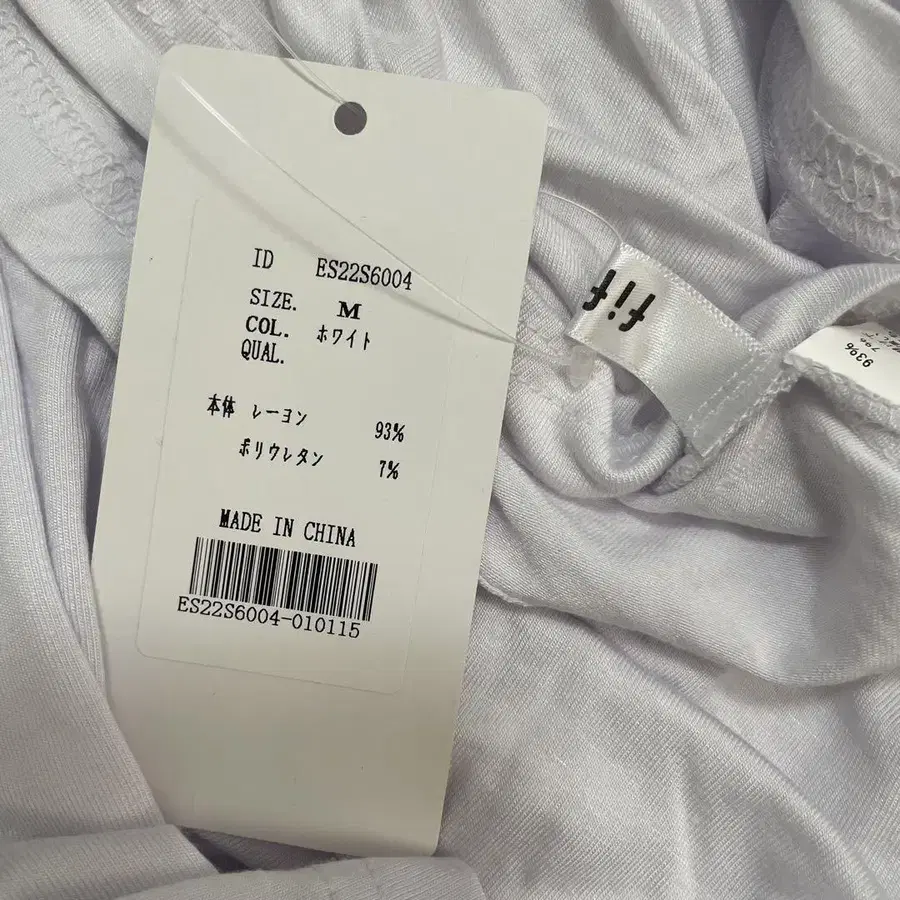 ID ES22S6004
SIZE. M
COL. ホワイト
QUAL.
本体 レーヨン 93%
ポリウレタン 7%
MADE IN CHINA
ES22S6004-010115
fif
93%